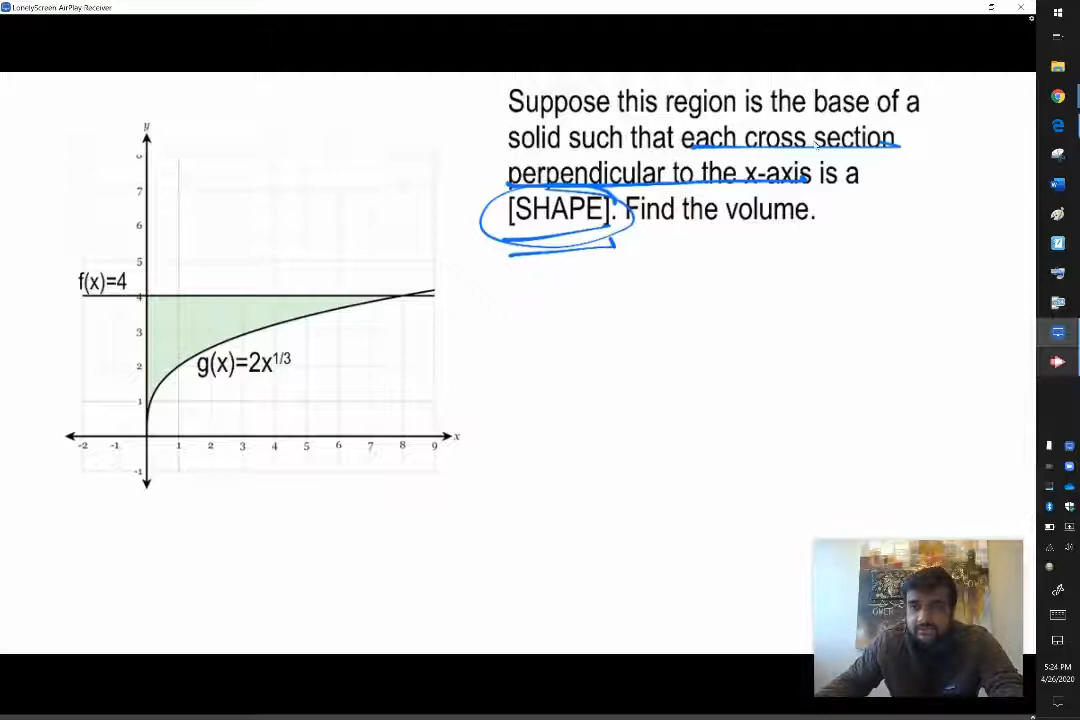 LonelyScreen AirPlay Receiver
Suppose this region is the base of a
solid such that each cross section
perpendicular to the x-axis is a
[SHAPE]. Find the volume.
y
7
6
5
f(x)=4
4
3
g(x)=2x^1/3
2
1
-2 -1 1 2 3 4 5 6 7 8 9 x
-1
5:24 PM
4/26/2020